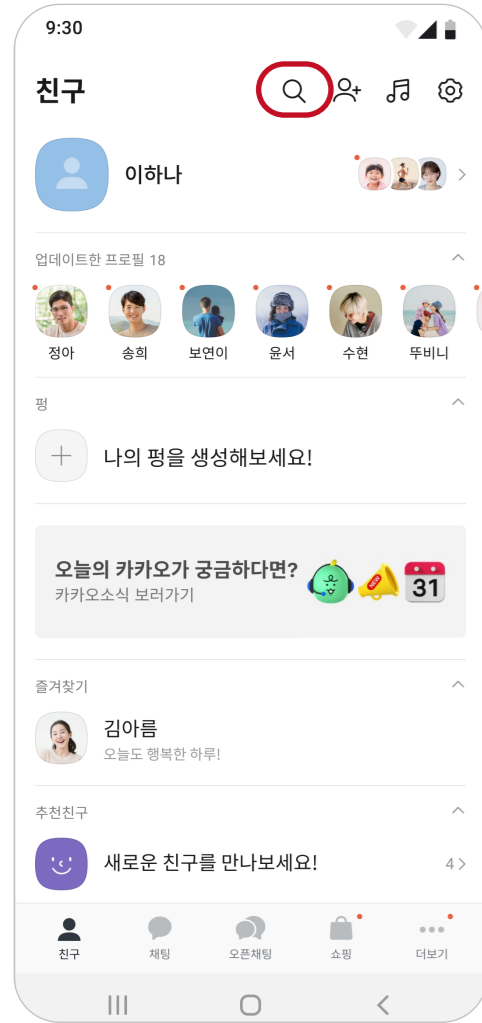 9:30
친구
이하나
업데이트한 프로필 18
정아 송희 보연이 윤서 수현 뚜비니
펑
나의 펑을 생성해보세요!
오늘의 카카오가 궁금하다면?
카카오소식 보러가기
NEW
31
즐겨찾기
김아름
오늘도 행복한 하루!
추천친구
새로운 친구를 만나보세요! 4
친구 채팅 오픈채팅 쇼핑 더보기